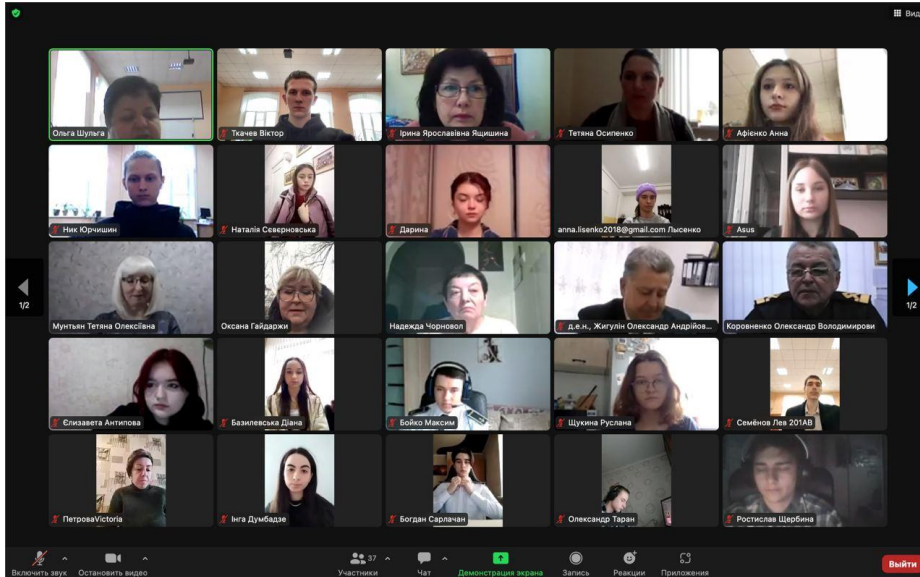 Вид
Ольга Шульга
Ткачев Віктор
Ірина Ярославівна Ящишина
Тетяна Осипенко
Афієнко Анна
Ник Юрчишин
Наталія Сєвєрновська
Дарина
anna.lisenko2018@gmail.com Лысенко
Asus
1/2
1/2
Мунтьян Тетяна Олексіївна
Оксана Гайдаржи
Надежда Чорновол
д.е.н., Жигулін Олександр Андрійов...
Коровненко Олександр Володимирови
Єлизавета Антипова
Базилевська Діана
Бойко Максим
Щукина Руслана
Семёнов Лев 201АВ
ПетроваVictoria
Інга Думбадзе
Богдан Сарлачан
Олександр Таран
Ростислав Щербина
37
Включить звук
Остановить видео
Участники
Чат
Демонстрация экрана
Запись
Реакции
Приложения
Выйти